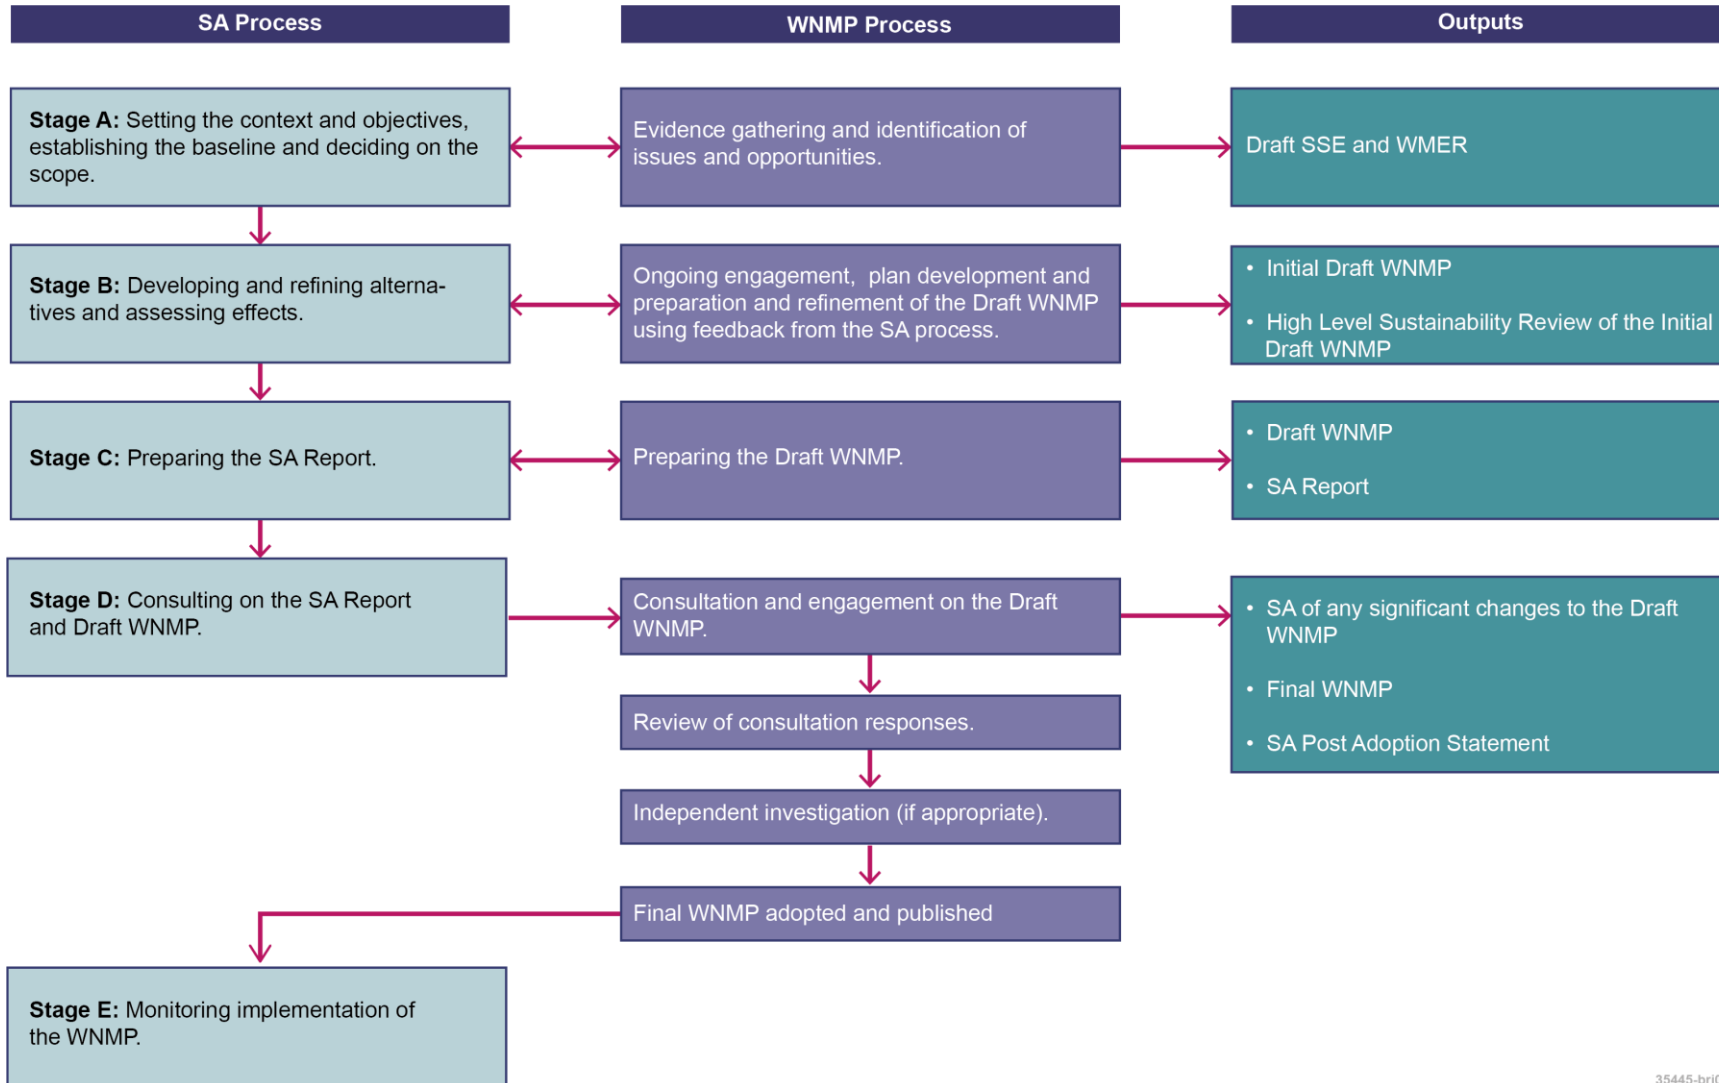 SA Process
WNMP Process
Outputs
Stage A: Setting the context and objectives,
establishing the baseline and deciding on the
scope.
Evidence gathering and identification of
issues and opportunities.
Draft SSE and WMER
Stage B: Developing and refining alterna-
tives and assessing effects.
Ongoing engagement, plan development and
preparation and refinement of the Draft WNMP
using feedback from the SA process.
• Initial Draft WNMP
• High Level Sustainability Review of the Initial
Draft WNMP
Stage C: Preparing the SA Report.
Preparing the Draft WNMP.
• Draft WNMP
• SA Report
Stage D: Consulting on the SA Report
and Draft WNMP.
Consultation and engagement on the Draft
WNMP.
• SA of any significant changes to the Draft
WNMP
• Final WNMP
• SA Post Adoption Statement
Review of consultation responses.
Independent investigation (if appropriate).
Final WNMP adopted and published
Stage E: Monitoring implementation of
the WNMP.